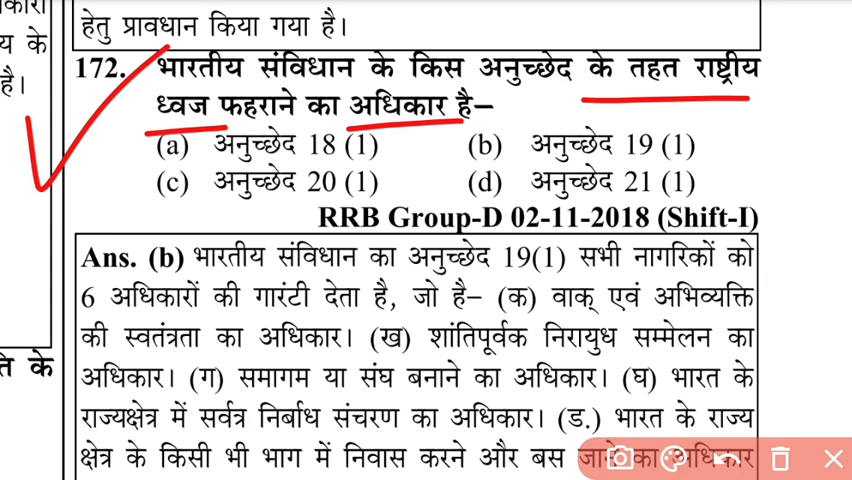 कारा
य के
है।
ति के
हेतु प्रावधान किया गया है।
172. भारतीय संविधान के किस अनुच्छेद के तहत राष्ट्रीय
ध्वज फहराने का अधिकार है–
(a) अनुच्छेद 18 (1) (b) अनुच्छेद 19 (1)
(c) अनुच्छेद 20 (1) (d) अनुच्छेद 21 (1)
RRB Group-D 02-11-2018 (Shift-I)
Ans. (b) भारतीय संविधान का अनुच्छेद 19(1) सभी नागरिकों को
6 अधिकारों की गारंटी देता है, जो है– (क) वाक् एवं अभिव्यक्ति
की स्वतंत्रता का अधिकार। (ख) शांतिपूर्वक निरायुध सम्मेलन का
अधिकार। (ग) समागम या संघ बनाने का अधिकार। (घ) भारत के
राज्यक्षेत्र में सर्वत्र निर्बाध संचरण का अधिकार। (ड.) भारत के राज्य
क्षेत्र के किसी भी भाग में निवास करने और बस जाने का अधिकार